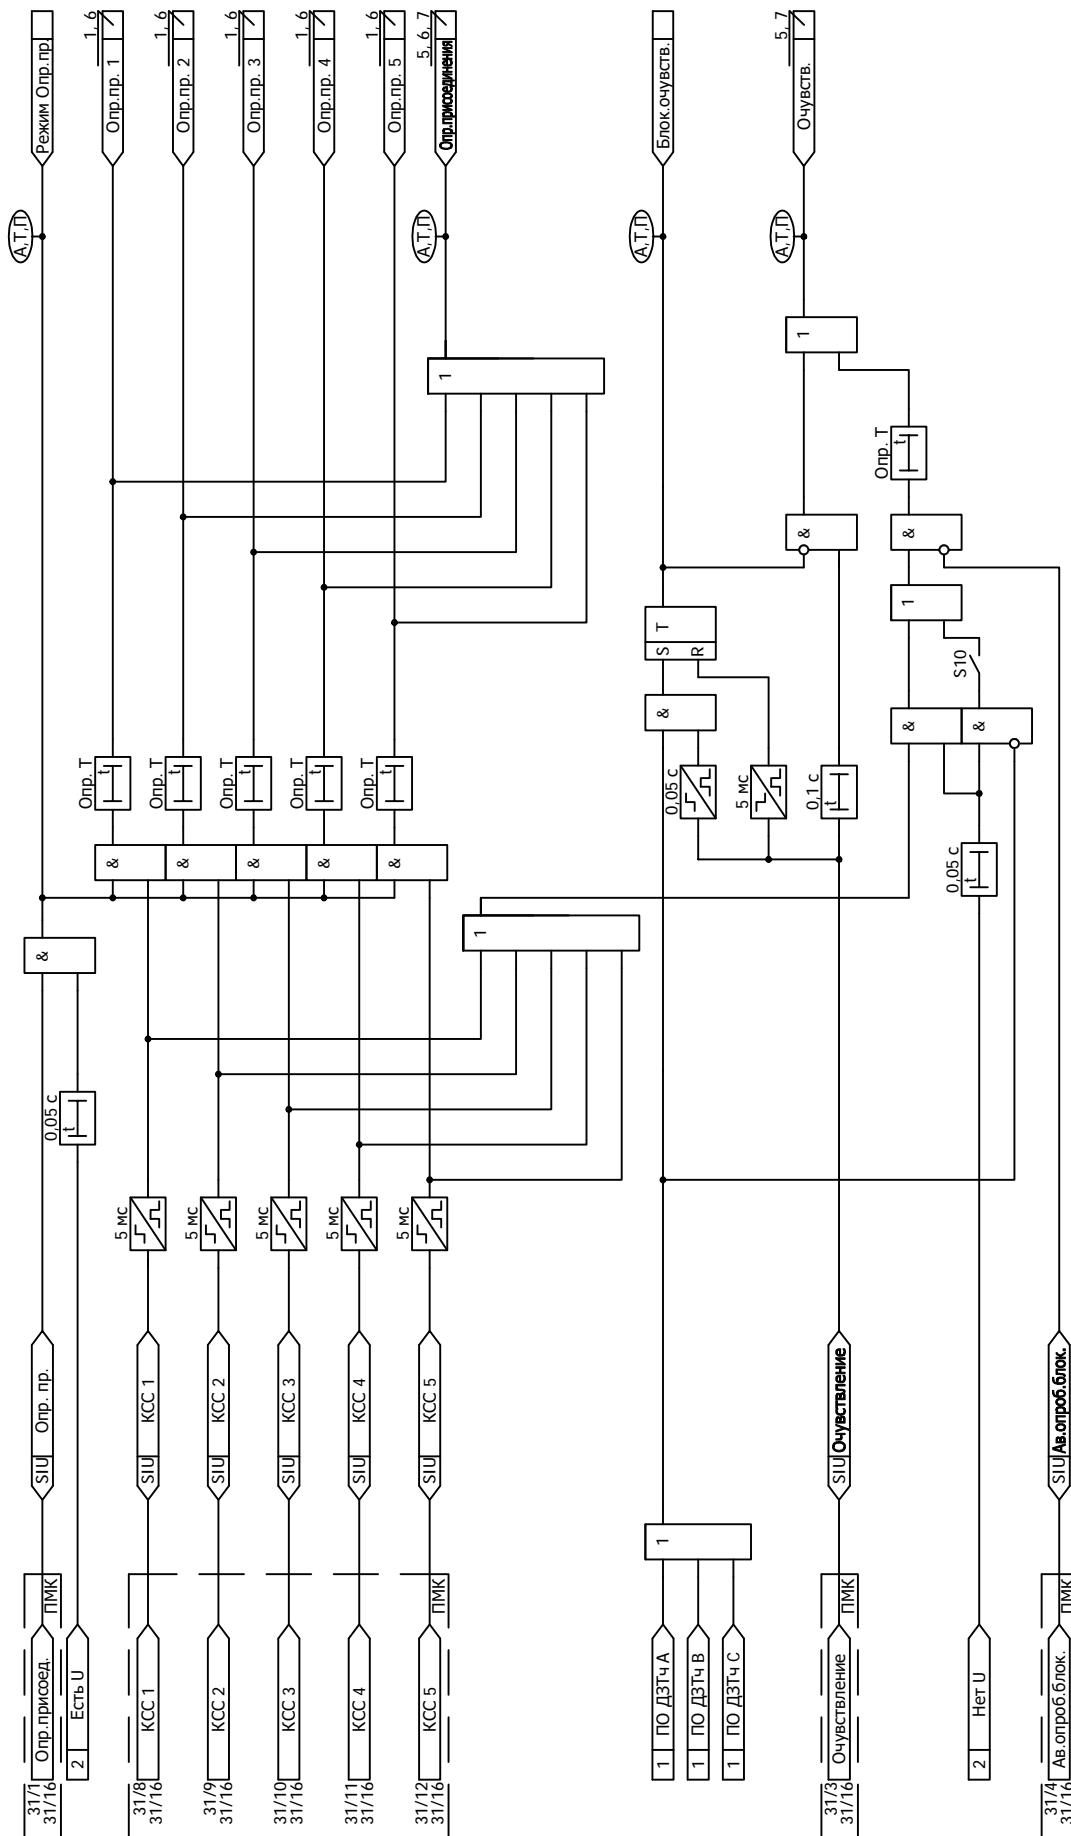 31/1
31/16
Опр.присоед.
ПМК
SIU
Опр. пр.
&
А,Т,П
Режим Опр.пр.
2
Есть U
0,05 с
t
31/8
31/16
КСС 1
SIU
КСС 1
5 мс
&
Опр. Т
t
Опр.пр. 1
1, 6
31/9
31/16
КСС 2
SIU
КСС 2
5 мс
&
Опр. Т
t
Опр.пр. 2
1, 6
31/10
31/16
КСС 3
SIU
КСС 3
5 мс
&
Опр. Т
t
Опр.пр. 3
1, 6
31/11
31/16
КСС 4
SIU
КСС 4
5 мс
&
Опр. Т
t
Опр.пр. 4
1, 6
31/12
31/16
КСС 5
ПМК
SIU
КСС 5
5 мс
&
Опр. Т
t
Опр.пр. 5
1, 6
1
1
А,Т,П
Опр.присоединения
5, 6, 7
1
ПО ДЗТч А
1
ПО ДЗТч В
1
ПО ДЗТч С
1
&
S
R
T
А,Т,П
Блок.очувств.
0,05 с
5 мс
31/3
31/16
Очувствление
ПМК
SIU
Очувствление
0,1 с
t
&
1
А,Т,П
Очувств.
5, 7
2
Нет U
0,05 с
t
&
&
S10
1
&
Опр. Т
t
31/4
31/16
Ав.опроб.блок.
ПМК
SIU
Ав.опроб.блок.